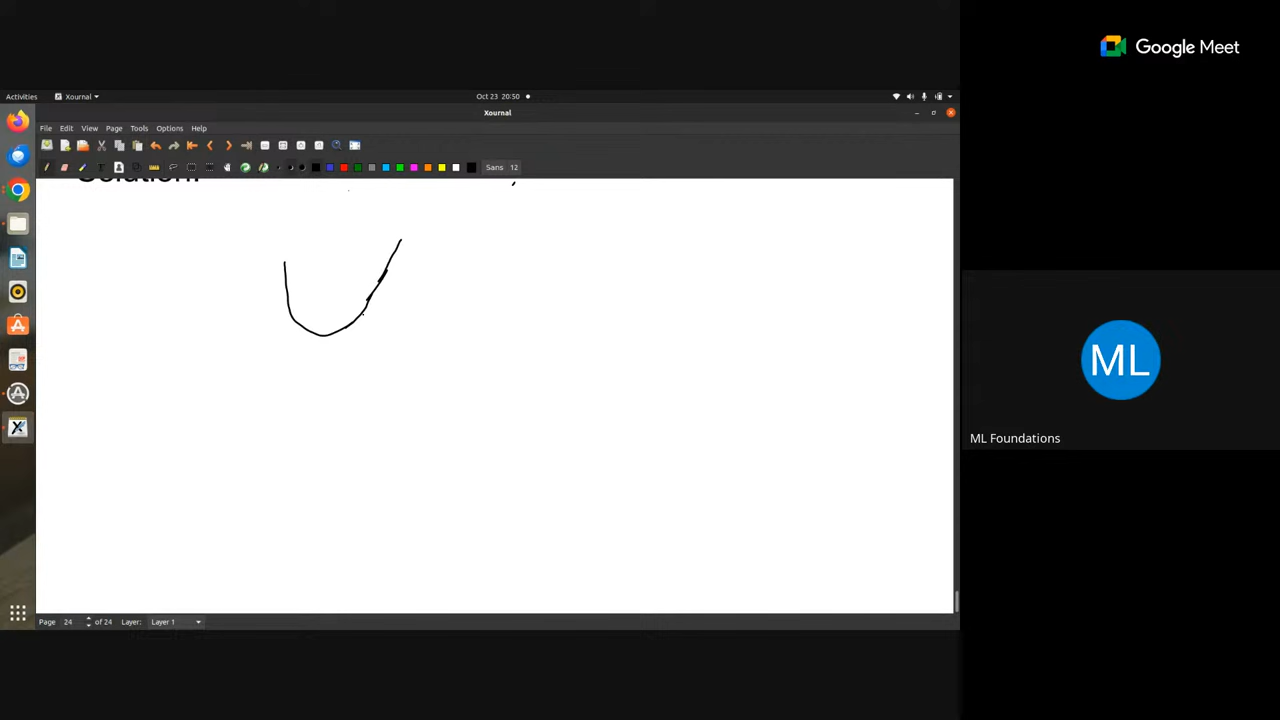 Google Meet
Activities
Xournal
Oct 23 20:50
Xournal
File Edit View Page Tools Options Help
Sans 12
Solution:
ML
ML Foundations
Page 24 of 24 Layer: Layer 1